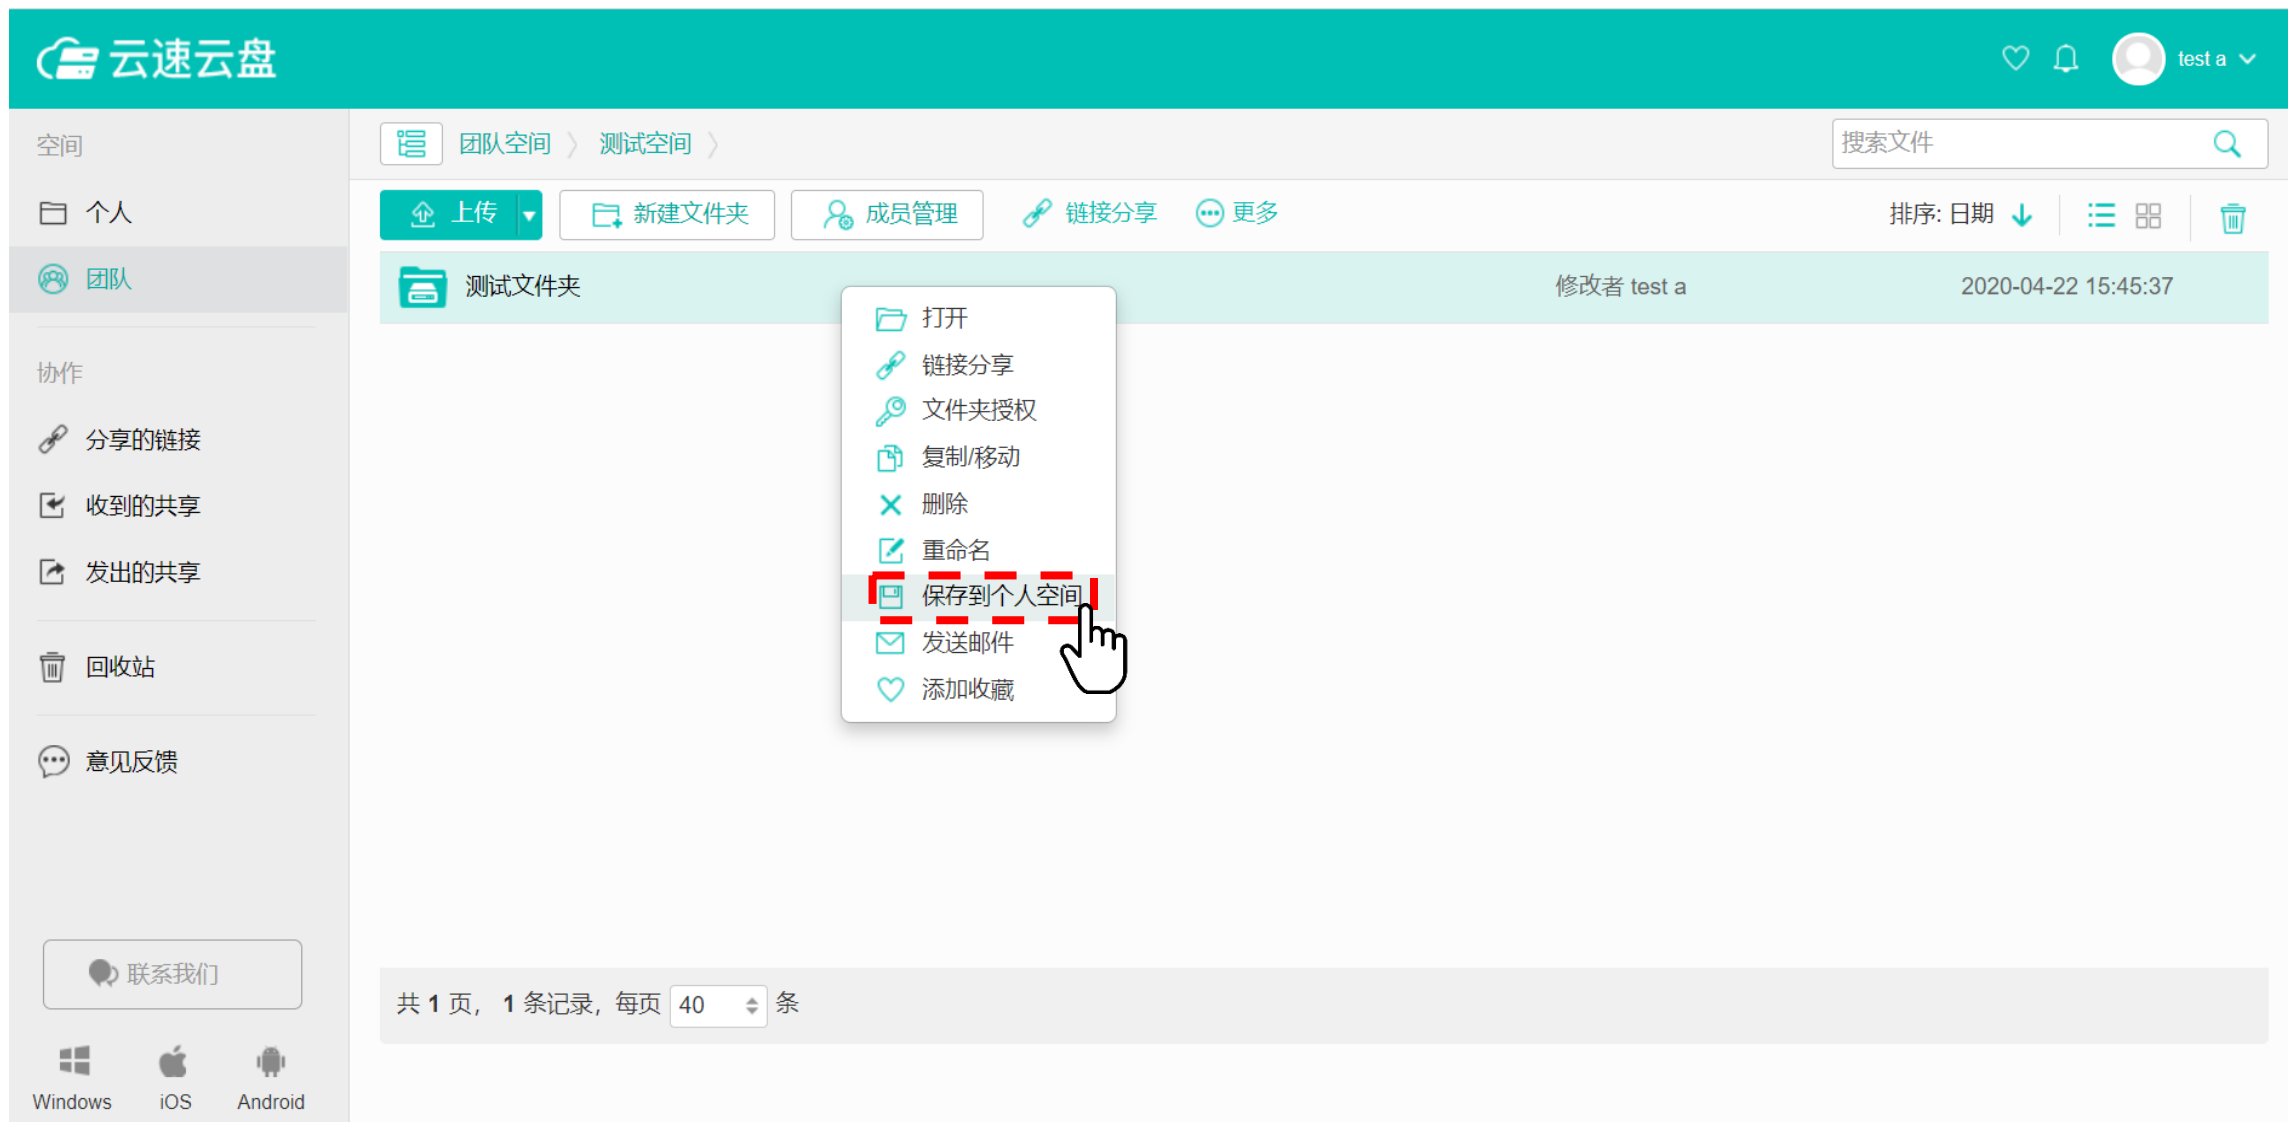 云速云盘
test a
空间
个人
团队
协作
分享的链接
收到的共享
发出的共享
回收站
意见反馈
联系我们
Windows iOS Android
团队空间 测试空间
搜索文件
上传 新建文件夹 成员管理 链接分享 更多
排序: 日期
测试文件夹 修改者 test a 2020-04-22 15:45:37
打开
链接分享
文件夹授权
复制/移动
删除
重命名
保存到个人空间
发送邮件
添加收藏
共 1 页， 1 条记录，每页 40 条